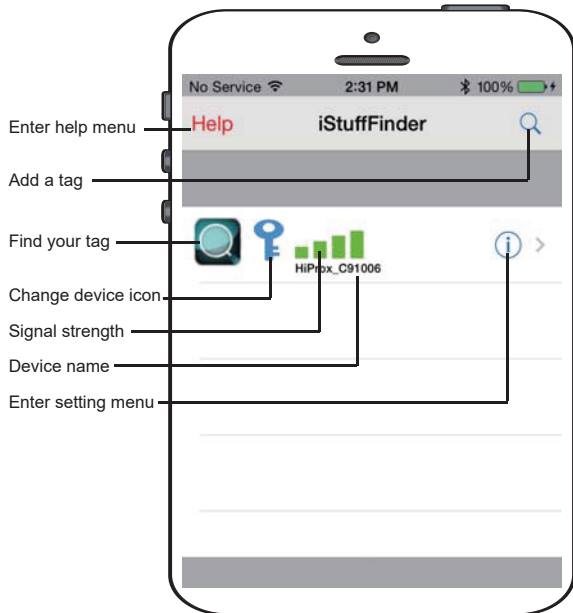 No Service 2:31 PM 100%
Enter help menu
Help iStuffFinder
Add a tag
Find your tag
HiProx_C91006
Change device icon
Signal strength
Device name
Enter setting menu